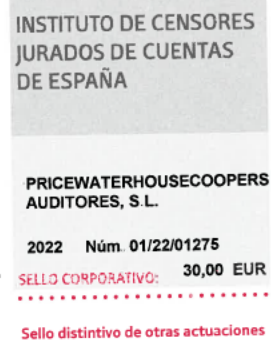 INSTITUTO DE CENSORES
JURADOS DE CUENTAS
DE ESPAÑA
PRICEWATERHOUSECOOPERS
AUDITORES, S.L.
2022 Núm. 01/22/01275
SELLO CORPORATIVO: 30,00 EUR
Sello distintivo de otras actuaciones